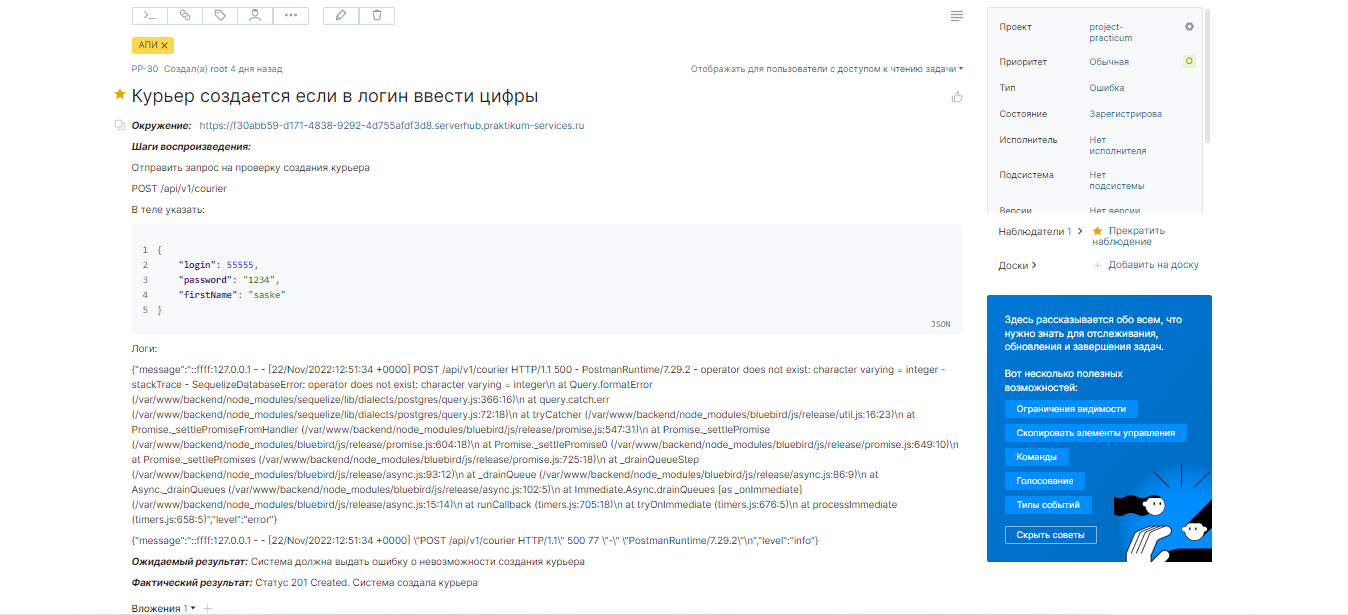 АПИ ✕
PP-30 Создал(а) root 4 дня назад
Отображать для пользователи с доступом к чтению задачи
Курьер создается если в логин ввести цифры
Окружение: https://f30abb59-d171-4838-9292-4d755afdf3d8.serverhub.praktikum-services.ru
Шаги воспроизведения:
Отправить запрос на проверку создания курьера
POST /api/v1/courier
В теле указать:
1 {
2 "login": 55555,
3 "password": "1234",
4 "firstName": "saske"
5 }
JSON
Логи:
{"message":"::ffff:127.0.0.1 - - [22/Nov/2022:12:51:34 +0000] POST /api/v1/courier HTTP/1.1 500 - PostmanRuntime/7.29.2 - operator does not exist: character varying = integer -
stackTrace - SequelizeDatabaseError: operator does not exist: character varying = integer\n at Query.formatError
(/var/www/backend/node_modules/sequelize/lib/dialects/postgres/query.js:366:16)\n at query.catch.err
(/var/www/backend/node_modules/sequelize/lib/dialects/postgres/query.js:72:18)\n at tryCatcher (/var/www/backend/node_modules/bluebird/js/release/util.js:16:23)\n at
Promise._settlePromiseFromHandler (/var/www/backend/node_modules/bluebird/js/release/promise.js:547:31)\n at Promise._settlePromise
(/var/www/backend/node_modules/bluebird/js/release/promise.js:604:18)\n at Promise._settlePromise0 (/var/www/backend/node_modules/bluebird/js/release/promise.js:649:10)\n
at Promise._settlePromises (/var/www/backend/node_modules/bluebird/js/release/promise.js:725:18)\n at _drainQueueStep
(/var/www/backend/node_modules/bluebird/js/release/async.js:93:12)\n at _drainQueue (/var/www/backend/node_modules/bluebird/js/release/async.js:86:9)\n at
Async._drainQueues (/var/www/backend/node_modules/bluebird/js/release/async.js:102:5)\n at Immediate.Async.drainQueues [as _onImmediate]
(/var/www/backend/node_modules/bluebird/js/release/async.js:15:14)\n at runCallback (timers.js:705:18)\n at tryOnImmediate (timers.js:676:5)\n at processImmediate
(timers.js:658:5)","level":"error"}
{"message":"::ffff:127.0.0.1 - - [22/Nov/2022:12:51:34 +0000] \"POST /api/v1/courier HTTP/1.1\" 500 77 \"-\" \"PostmanRuntime/7.29.2\"\n","level":"info"}
Ожидаемый результат: Система должна выдать ошибку о невозможности создания курьера
Фактический результат: Статус 201 Created. Система создала курьера
Вложения 1
Проект project-
practicum
Приоритет Обычная О
Тип Ошибка
Состояние Зарегистрирова
Исполнитель Нет
исполнителя
Подсистема Нет
подсистемы
Версии Нет версии
Наблюдатели 1 Прекратить
наблюдение
Доски Добавить на доску
Здесь рассказывается обо всем, что
нужно знать для отслеживания,
обновления и завершения задач.
Вот несколько полезных
возможностей:
Ограничения видимости
Скопировать элементы управления
Команды
Голосование
Типы событий
Скрыть советы